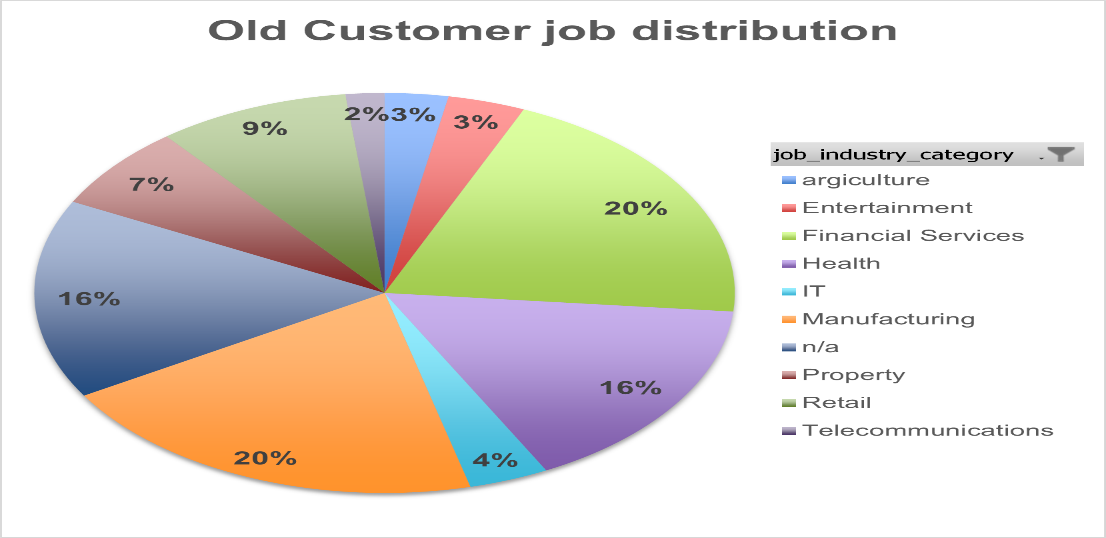 Old Customer job distribution
2%
3%
3%
9%
7%
20%
16%
16%
20%
4%
job_industry_category
argiculture
Entertainment
Financial Services
Health
IT
Manufacturing
n/a
Property
Retail
Telecommunications